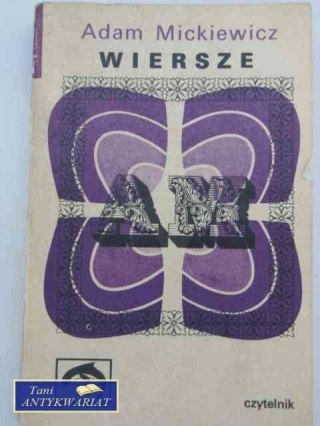 Adam Mickiewicz
WIERSZE
AM
czytelnik
Tani
ANTYKWARIAT